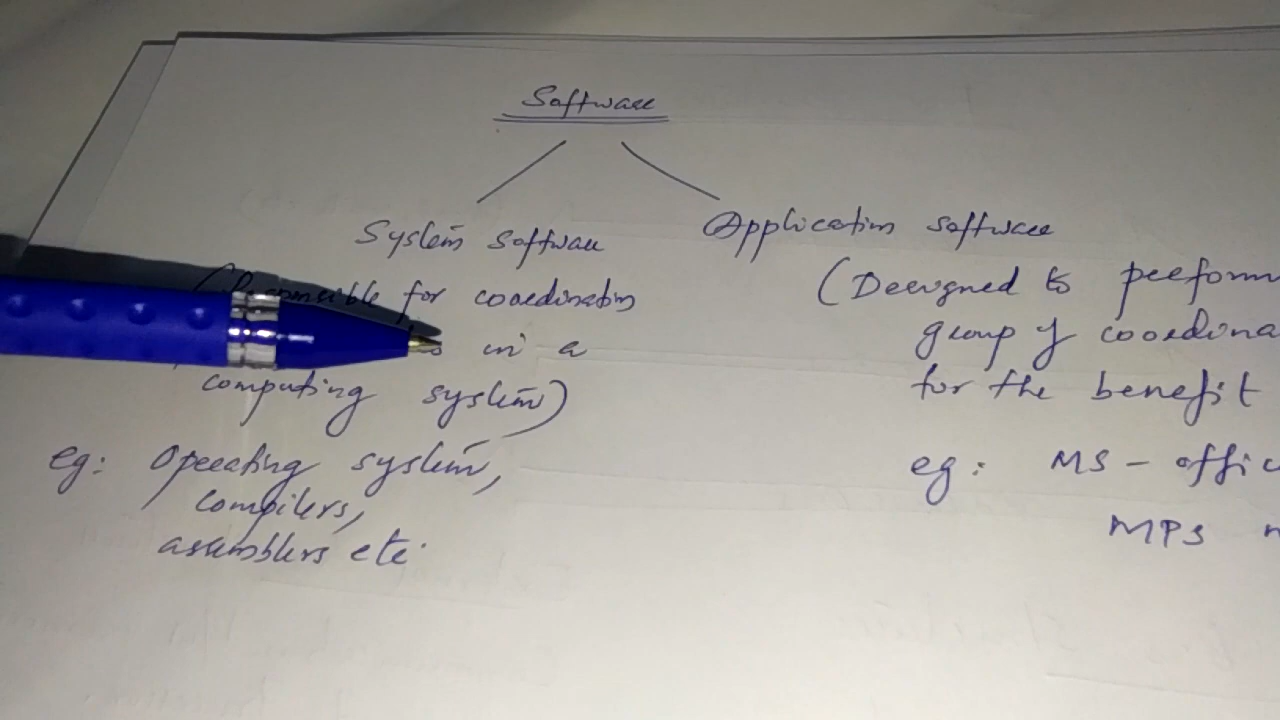 Software
System software
Application software
(Responsible for coordination
in a
computing system)
eg: Operating system,
compilers,
assemblers etc.
(Designed to perform
group of coordina
for the benefit
eg: MS - offic
MPS